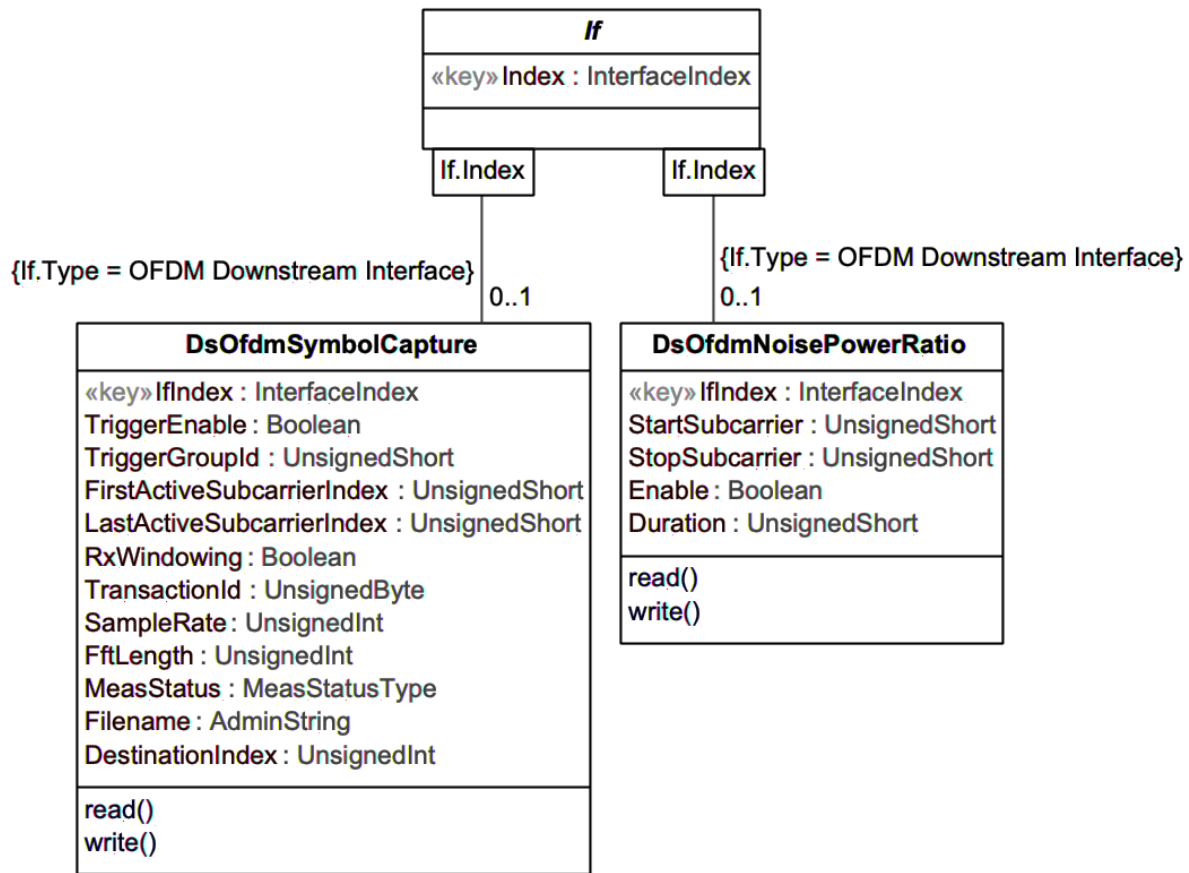 If
«key» Index : InterfaceIndex
If.Index
If.Index
{If.Type = OFDM Downstream Interface}
0..1
{If.Type = OFDM Downstream Interface}
0..1
DsOfdmSymbolCapture
«key» IfIndex : InterfaceIndex
TriggerEnable : Boolean
TriggerGroupId : UnsignedShort
FirstActiveSubcarrierIndex : UnsignedShort
LastActiveSubcarrierIndex : UnsignedShort
RxWindowing : Boolean
TransactionId : UnsignedByte
SampleRate : UnsignedInt
FftLength : UnsignedInt
MeasStatus : MeasStatusType
Filename : AdminString
DestinationIndex : UnsignedInt
read()
write()
DsOfdmNoisePowerRatio
«key» IfIndex : InterfaceIndex
StartSubcarrier : UnsignedShort
StopSubcarrier : UnsignedShort
Enable : Boolean
Duration : UnsignedShort
read()
write()